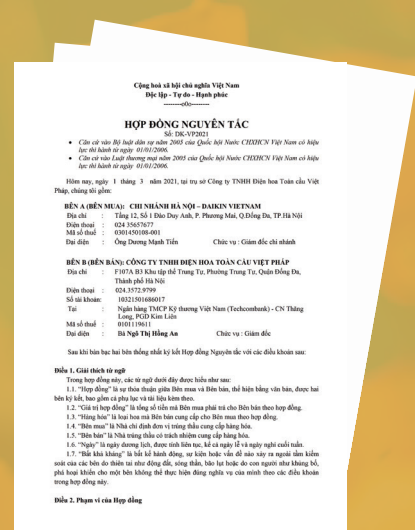 Cộng hoà xã hội chủ nghĩa Việt Nam
Độc lập - Tự do - Hạnh phúc
--------o0o--------
HỢP ĐỒNG NGUYÊN TẮC
Số: DK-VP2021
• Căn cứ vào Bộ luật dân sự năm 2005 của Quốc hội Nước CHXHCN Việt Nam có hiệu
lực thi hành từ ngày 01/01/2006.
• Căn cứ vào Luật thương mại năm 2005 của Quốc hội Nước CHXHCN Việt Nam có hiệu
lực thi hành từ ngày 01/01/2006.
Hôm nay, ngày 1 tháng 3 năm 2021, tại trụ sở Công ty TNHH Điện hoa Toàn cầu Việt
Pháp, chúng tôi gồm:
BÊN A (BÊN MUA): CHI NHÁNH HÀ NỘI – DAIKIN VIETNAM
Địa chỉ : Tầng 12, Số 1 Đào Duy Anh, P. Phương Mai, Q.Đống Đa, TP.Hà Nội
Điện thoại : 024 35657677
Mã số thuế : 0301450108-001
Đại diện : Ông Dương Mạnh Tiến Chức vụ : Giám đốc chi nhánh
BÊN B (BÊN BÁN): CÔNG TY TNHH ĐIỆN HOA TOÀN CẦU VIỆT PHÁP
Địa chỉ : F107A B3 Khu tập thể Trung Tự, Phường Trung Tự, Quận Đống Đa,
Thành phố Hà Nội
Điện thoại : 024.3572.9799
Số tài khoản: 10321501686017
Tại : Ngân hàng TMCP Kỹ thương Việt Nam (Techcombank) - CN Thăng
Long, PGD Kim Liên
Mã số thuế : 0101119611
Đại diện : Bà Ngô Thị Hồng An Chức vụ : Giám đốc
Sau khi bàn bạc hai bên thống nhất ký kết Hợp đồng Nguyên tắc với các điều khoản sau:
Điều 1. Giải thích từ ngữ
Trong hợp đồng này, các từ ngữ dưới đây được hiểu như sau:
1.1. “Hợp đồng” là sự thỏa thuận giữa Bên mua và Bên bán, thể hiện bằng văn bản, được hai
bên ký kết, bao gồm cả phụ lục và tài liệu kèm theo.
1.2. “Giá trị hợp đồng” là tổng số tiền mà Bên mua phải trả cho Bên bán theo hợp đồng.
1.3. “Hàng hóa” là loại hoa mà Bên bán cung cấp cho Bên mua theo hợp đồng.
1.4. “Bên mua” là Nhà chỉ định đơn vị trúng thầu cung cấp hàng hóa.
1.5. “Bên bán” là Nhà trúng thầu có trách nhiệm cung cấp hàng hóa.
1.6. “Ngày” là ngày dương lịch, được tính liên tục, kể cả ngày lễ và ngày nghỉ cuối tuần.
1.7. “Bất khả kháng” là bất kể hành động, sự kiện hoặc vấn đề nào xảy ra ngoài tầm kiểm
soát của các bên do thiên tai như động đất, sóng thần, bão lụt hoặc do con người như khủng bố,
phá hoại khiến cho một bên không thể thực hiện đúng nghĩa vụ của mình theo các điều khoản
trong hợp đồng này.
Điều 2. Phạm vi của Hợp đồng